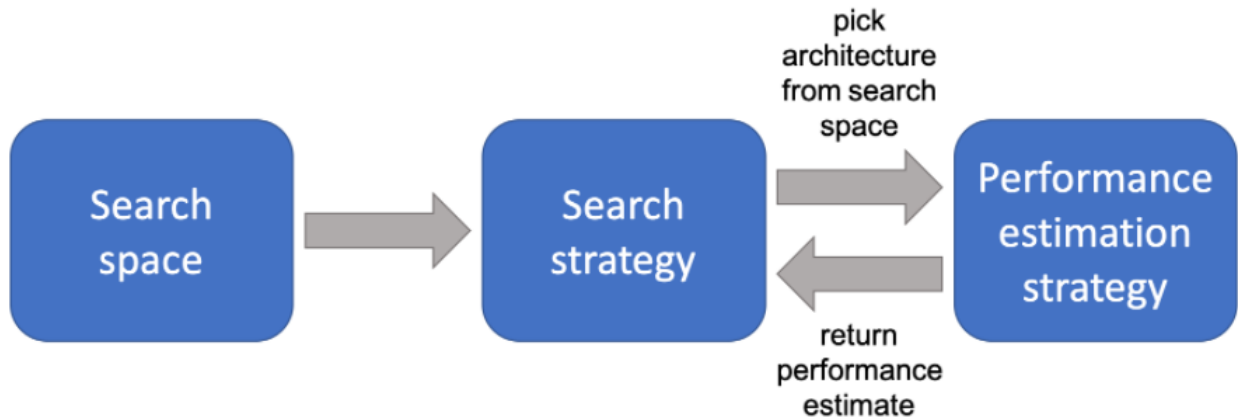 Search
space
Search
strategy
pick
architecture
from search
space
Performance
estimation
strategy
return
performance
estimate